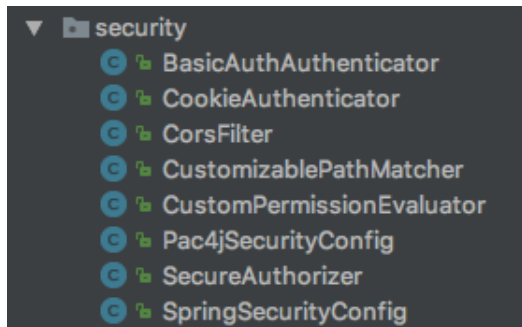 security
C BasicAuthAuthenticator
C CookieAuthenticator
C CorsFilter
C CustomizablePathMatcher
C CustomPermissionEvaluator
C Pac4jSecurityConfig
C SecureAuthorizer
C SpringSecurityConfig